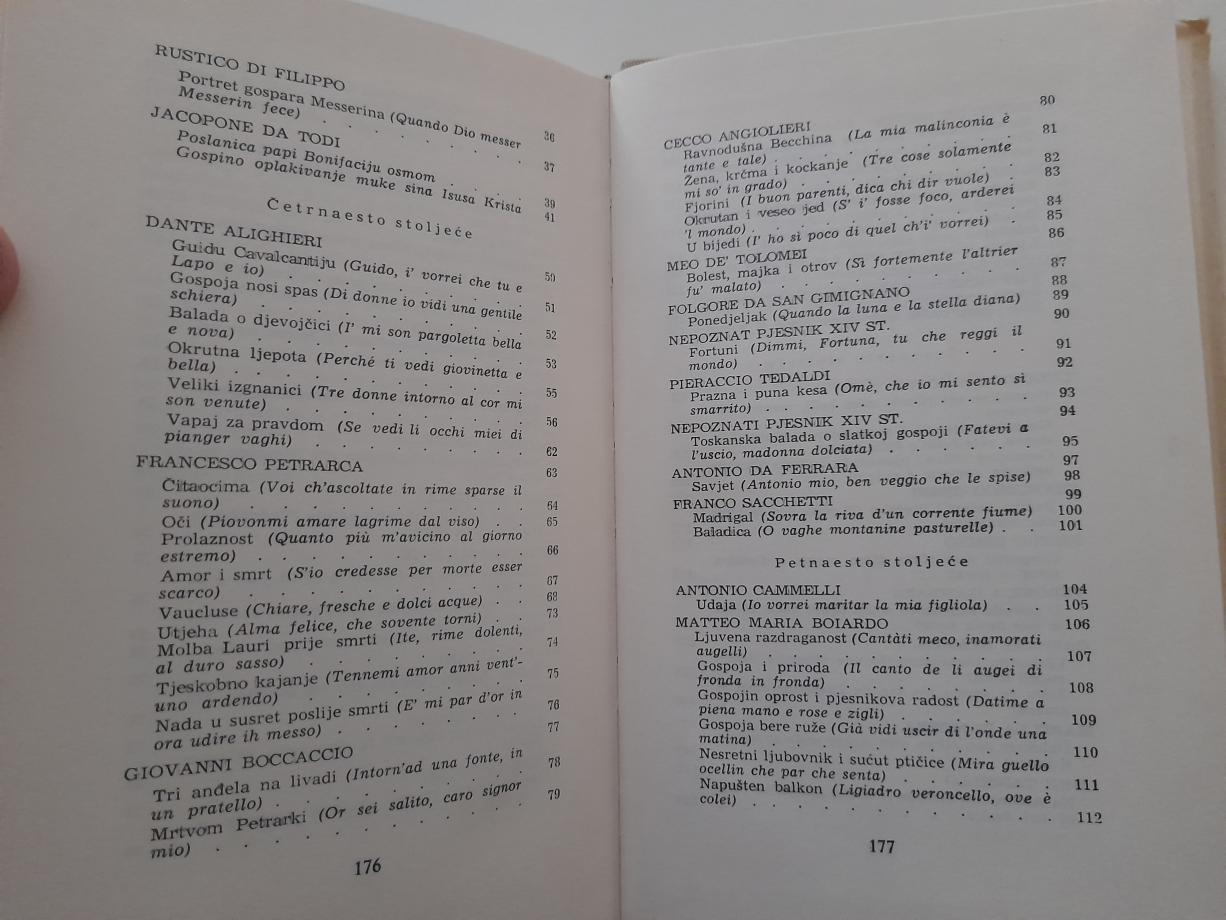 RUSTICO DI FILIPPO
Portret gospara Messerina (Quando Dio messer
Messerin fece) . . . . . . . 36
JACOPONE DA TODI 37
Poslanica papi Bonifaciju osmom . . . . 39
Gospino oplakivanje muke sina Isusa Krista 41
Četrnaesto stoljeće
DANTE ALIGHIERI 50
Guidu Cavalcantiju (Guido, i' vorrei che tu e
Lapo e io) . . . . . . . . 51
Gospoja nosi spas (Di donne io vidi una gentile
schiera) . . . . . . . . . 52
Balada o djevojčici (I' mi son pargoletta bella
e nova) . . . . . . . . . 53
Okrutna ljepota (Perché ti vedi giovinetta e
bella) . . . . . . . . . . 55
Veliki izgnanici (Tre donne intorno al cor mi
son venute) . . . . . . . . 56
Vapaj za pravdom (Se vedi li occhi miei di
pianger vaghi) . . . . . . . 62
FRANCESCO PETRARCA 63
Čitaocima (Voi ch'ascoltate in rime sparse il
suono) . . . . . . . . . 64
Oči (Piovonmi amare lagrime dal viso) . . 65
Prolaznost (Quanto più m'avicino al giorno
estremo) . . . . . . . . . 66
Amor i smrt (S'io credesse per morte esser
scarco) . . . . . . . . . 67
Vaucluse (Chiare, fresche e dolci acque) . . 68
Utjeha (Alma felice, che sovente torni) . . 73
Molba Lauri prije smrti (Ite, rime dolenti,
al duro sasso) . . . . . . . 74
Tjeskobno kajanje (Tennemi amor anni vent'-
uno ardendo) . . . . . . . 75
Nada u susret poslije smrti (E' mi par d'or in
ora udire ih messo) . . . . . . 76
GIOVANNI BOCCACCIO 77
Tri anđela na livadi (Intorn'ad una fonte, in
un pratello) . . . . . . . . 78
Mrtvom Petrarki (Or sei salito, caro signor
mio) . . . . . . . . . . 79
176
CECCO ANGIOLIERI 80
Ravnodušna Becchina (La mia malinconia è
tante e tale) . . . . . . . . 81
Žena, krčma i kockanje (Tre cose solamente
mi so' in grado) . . . . . . . 82
Fjorini (I buon parenti, dica chi dir vuole) . 83
Okrutan i veseo jed (S' i' fosse foco, arderei
'l mondo) . . . . . . . . . 84
U bijedi (I' ho sì poco di quel ch'i' vorrei) . 85
MEO DE' TOLOMEI 86
Bolest, majka i otrov (Sì fortemente l'altrier
fu' malato) . . . . . . . . 87
FOLGORE DA SAN GIMIGNANO 88
Ponedjeljak (Quando la luna e la stella diana) 89
NEPOZNAT PJESNIK XIV ST. 90
Fortuni (Dimmi, Fortuna, tu che reggi il
mondo) . . . . . . . . . 91
PIERACCIO TEDALDI 92
Prazna i puna kesa (Omè, che io mi sento sì
smarrito) . . . . . . . . . 93
NEPOZNATI PJESNIK XIV ST. 94
Toskanska balada o slatkoj gospoji (Fatevi a
l'uscio, madonna dolciata) . . . . . 95
ANTONIO DA FERRARA 97
Savjet (Antonio mio, ben veggio che le spise) 98
FRANCO SACCHETTI 99
Madrigal (Sovra la riva d'un corrente fiume) 100
Baladica (O vaghe montanine pasturelle) . . 101
Petnaesto stoljeće
ANTONIO CAMMELLI 104
Udaja (Io vorrei maritar la mia figliola) . . 105
MATTEO MARIA BOIARDO 106
Ljuvena razdraganost (Cantàti meco, inamorati
augelli) . . . . . . . . . 107
Gospoja i priroda (Il canto de li augei di
fronda in fronda) . . . . . . . 108
Gospojin oprost i pjesnikova radost (Datime a
piena mano e rose e zigli) . . . . . 109
Gospoja bere ruže (Già vidi uscir di l'onde una
matina) . . . . . . . . . 110
Nesretni ljubovnik i sućut ptičice (Mira guello
ocellin che par che senta) . . . . . 111
Napušten balkon (Ligiadro veroncello, ove è
colei) . . . . . . . . . . 112
177